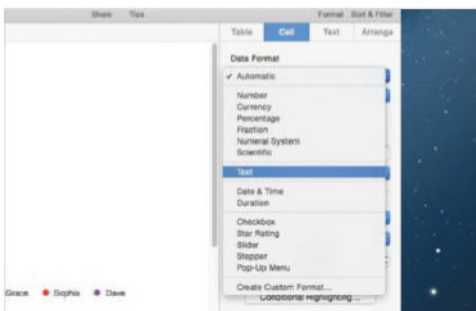 Share Tips Format Sort & Filter
Table Cell Text Arrange
Data Format
✓ Automatic
Number
Currency
Percentage
Fraction
Numeral System
Scientific
Text
Date & Time
Duration
Checkbox
Star Rating
Slider
Stepper
Pop-Up Menu
Create Custom Format...
Conditional Highlighting...
Grace Sophia Dave